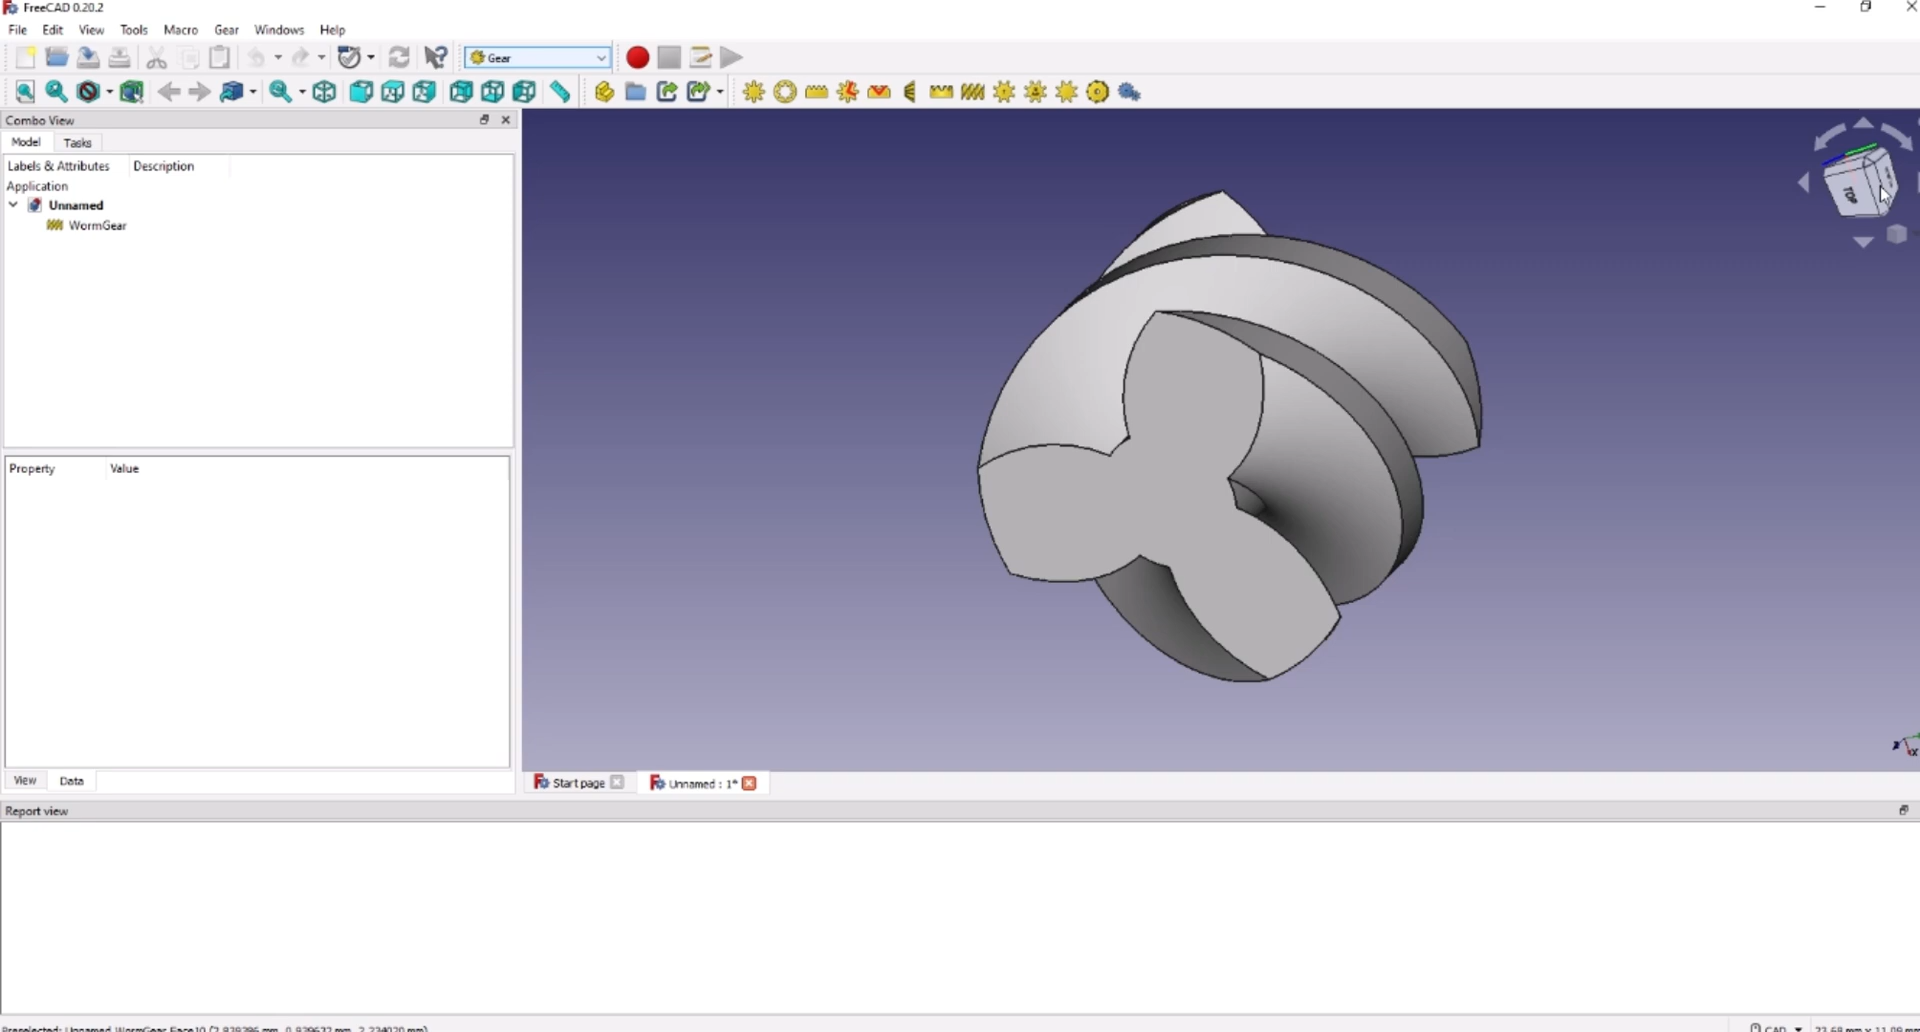 FreeCAD 0.20.2
File Edit View Tools Macro Gear Windows Help
Gear
Combo View
Model Tasks
Labels & Attributes Description
Application
Unnamed
WormGear
TOP
Property Value
View Data
Start page Unnamed : 1*
Report view
CAD